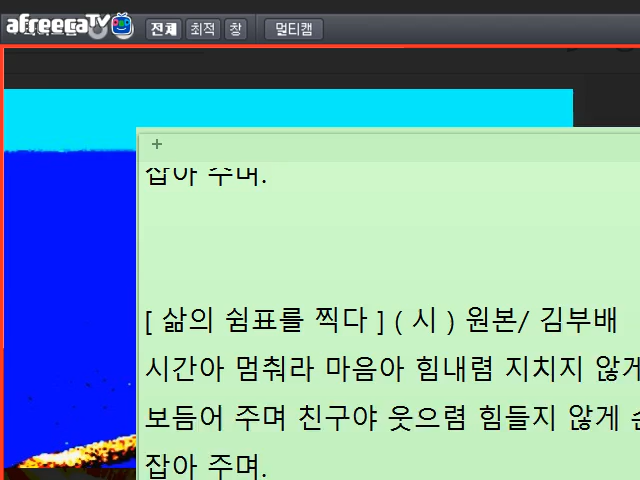 afreecaTV
전체 최적 창 멀티캠
+
잡아 주며.
[ 삶의 쉼표를 찍다 ] ( 시 ) 원본/ 김부배
시간아 멈춰라 마음아 힘내렴 지치지 않게
보듬어 주며 친구야 웃으렴 힘들지 않게
잡아 주며.